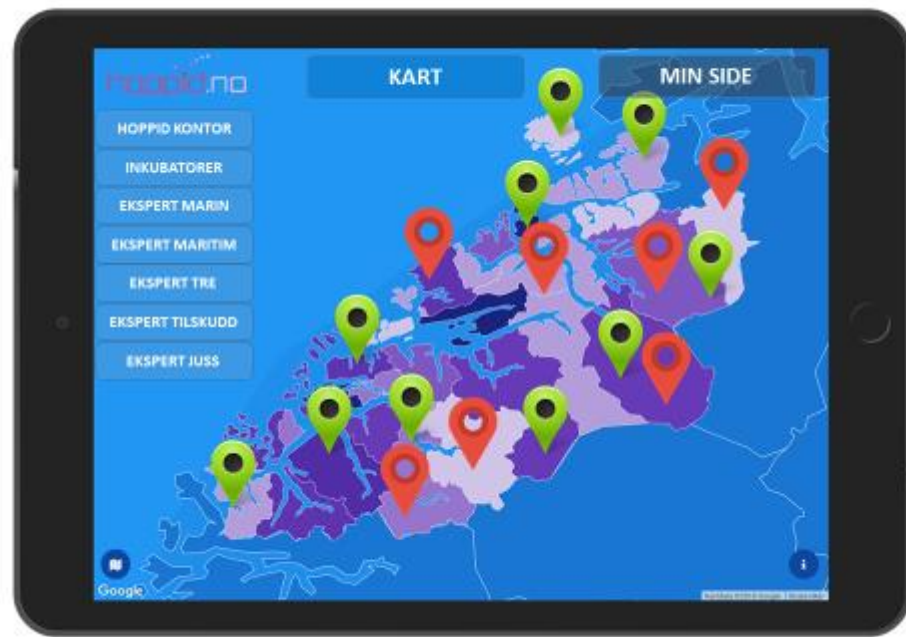 hoppid.no
KART
MIN SIDE
HOPPID KONTOR
INKUBATORER
EKSPERT MARIN
EKSPERT MARITIM
EKSPERT TRE
EKSPERT TILSKUDD
EKSPERT JUSS
i
Google